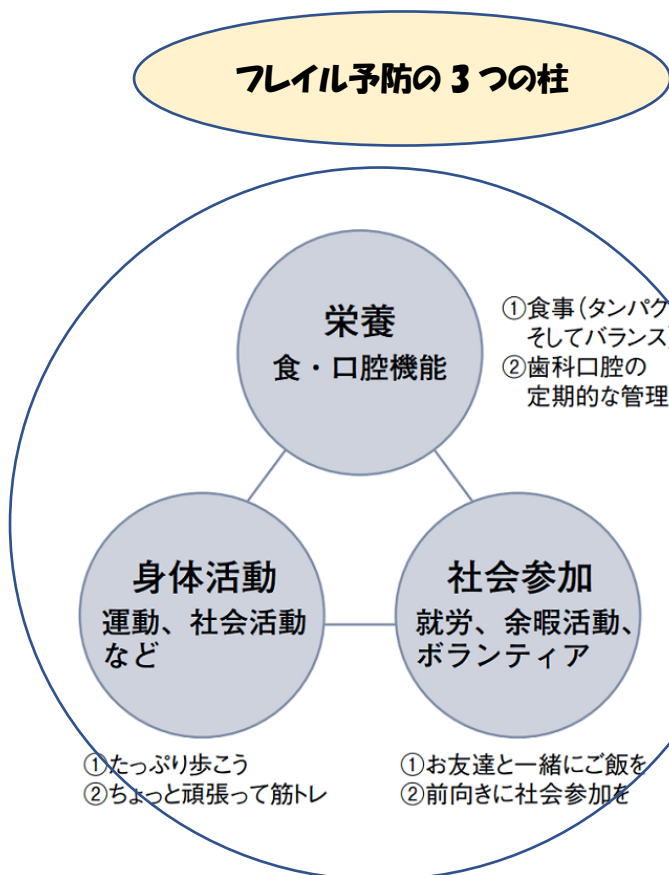 フレイル予防の3つの柱
栄養
食・口腔機能
①食事(タンパク
そしてバランス)
②歯科口腔の
定期的な管理
身体活動
運動、社会活動
など
社会参加
就労、余暇活動、
ボランティア
①たっぷり歩こう
②ちょっと頑張って筋トレ
①お友達と一緒にご飯を
②前向きに社会参加を